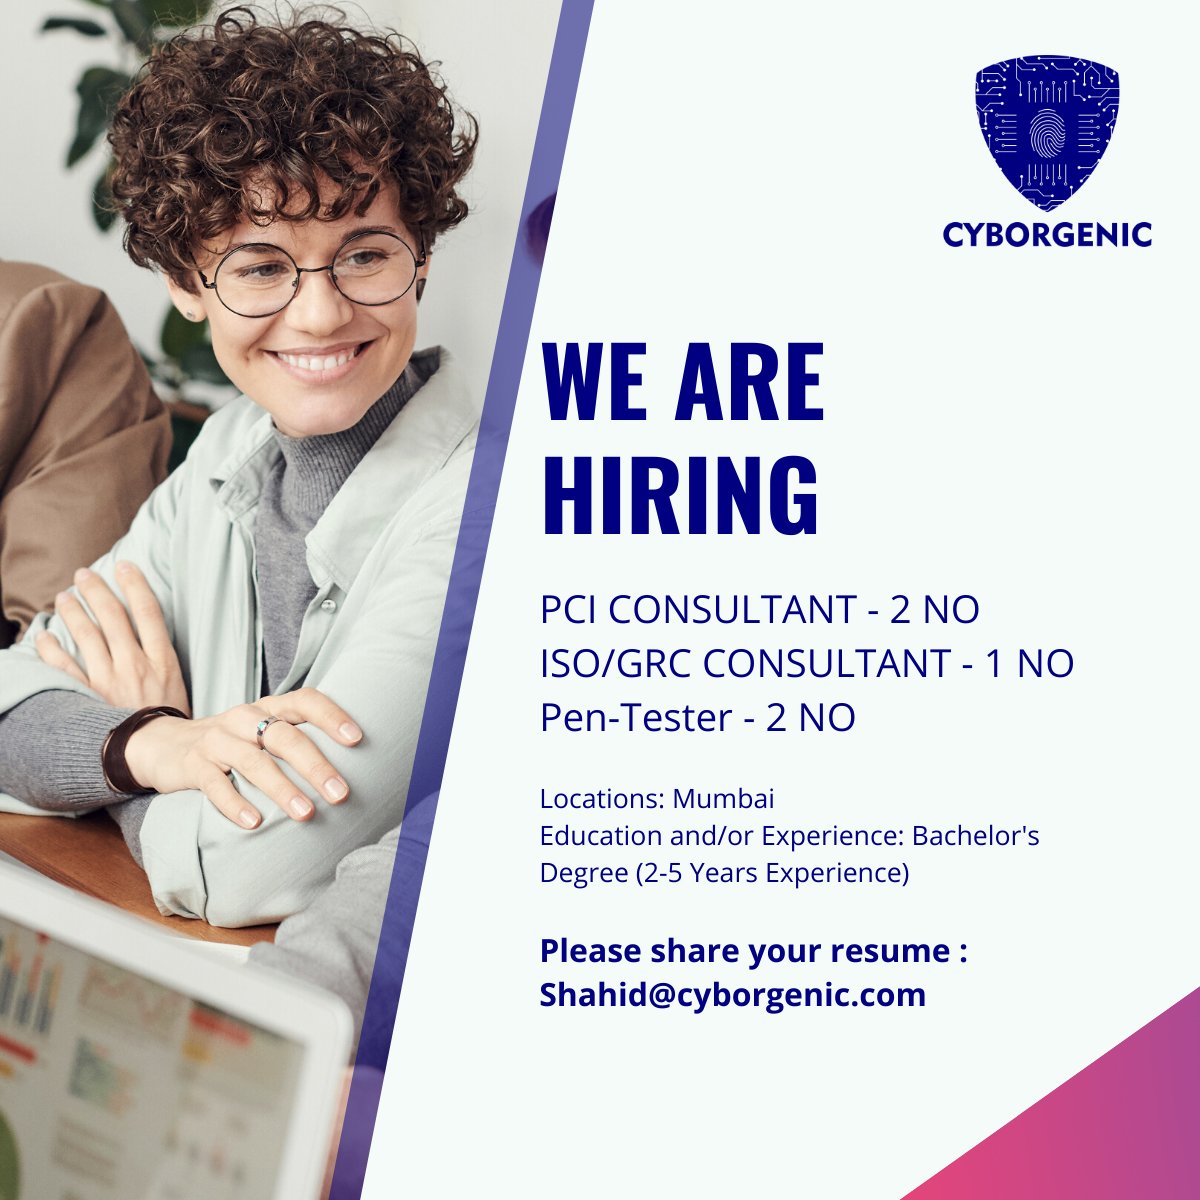 CYBORGENIC
WE ARE
HIRING
PCI CONSULTANT - 2 NO
ISO/GRC CONSULTANT - 1 NO
Pen-Tester - 2 NO
Locations: Mumbai
Education and/or Experience: Bachelor's
Degree (2-5 Years Experience)
Please share your resume :
Shahid@cyborgenic.com